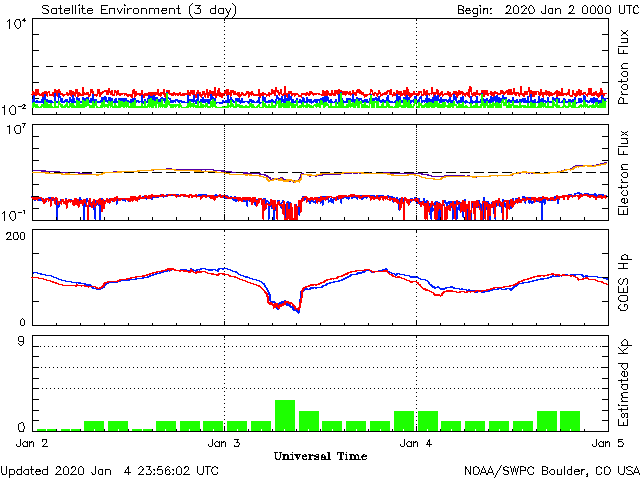 Satellite Environment (3 day) Begin: 2020 Jan 2 0000 UTC
10⁴
10⁻²
Proton Flux
10⁷
10⁻¹
Electron Flux
200
0
GOES Hp
9
0
Estimated Kp
Jan 2 Jan 3 Jan 4 Jan 5
Universal Time
Updated 2020 Jan 4 23:56:02 UTC NOAA/SWPC Boulder, CO USA